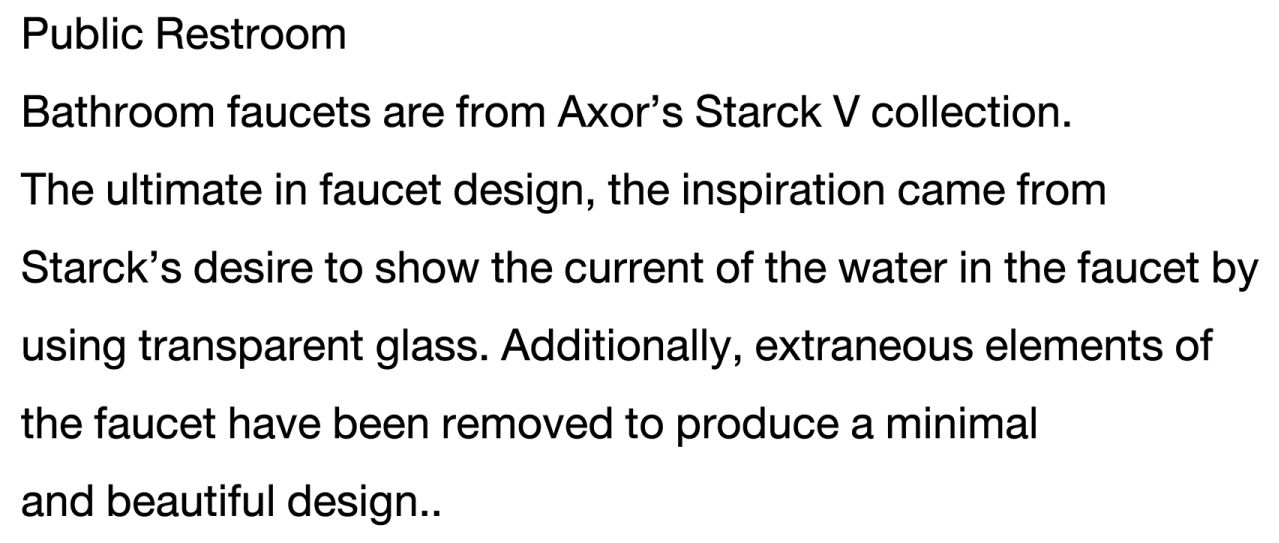 Public Restroom
Bathroom faucets are from Axor’s Starck V collection.
The ultimate in faucet design, the inspiration came from
Starck’s desire to show the current of the water in the faucet by
using transparent glass. Additionally, extraneous elements of
the faucet have been removed to produce a minimal
and beautiful design..